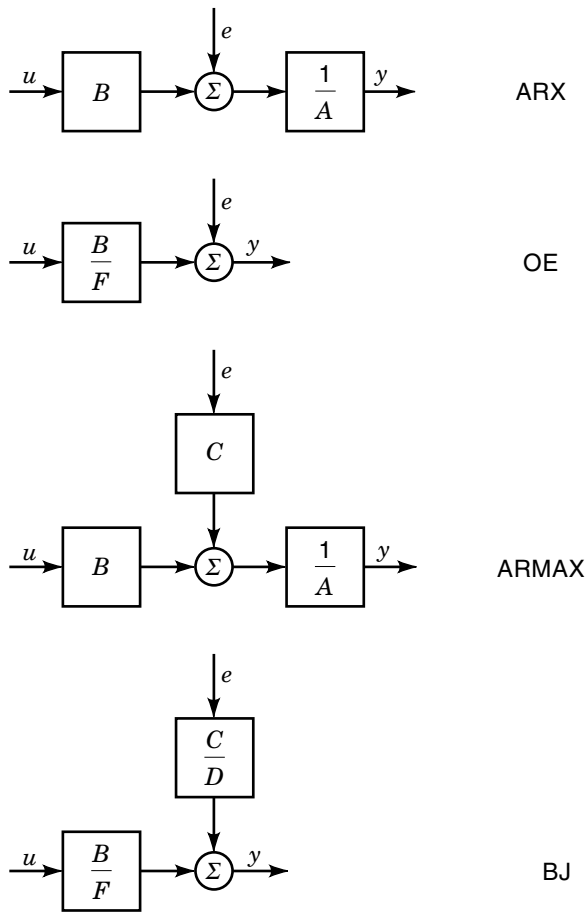 e
u B Σ 1/A y ARX
e
u B/F Σ y OE
e
C
u B Σ 1/A y ARMAX
e
C/D
u B/F Σ y BJ